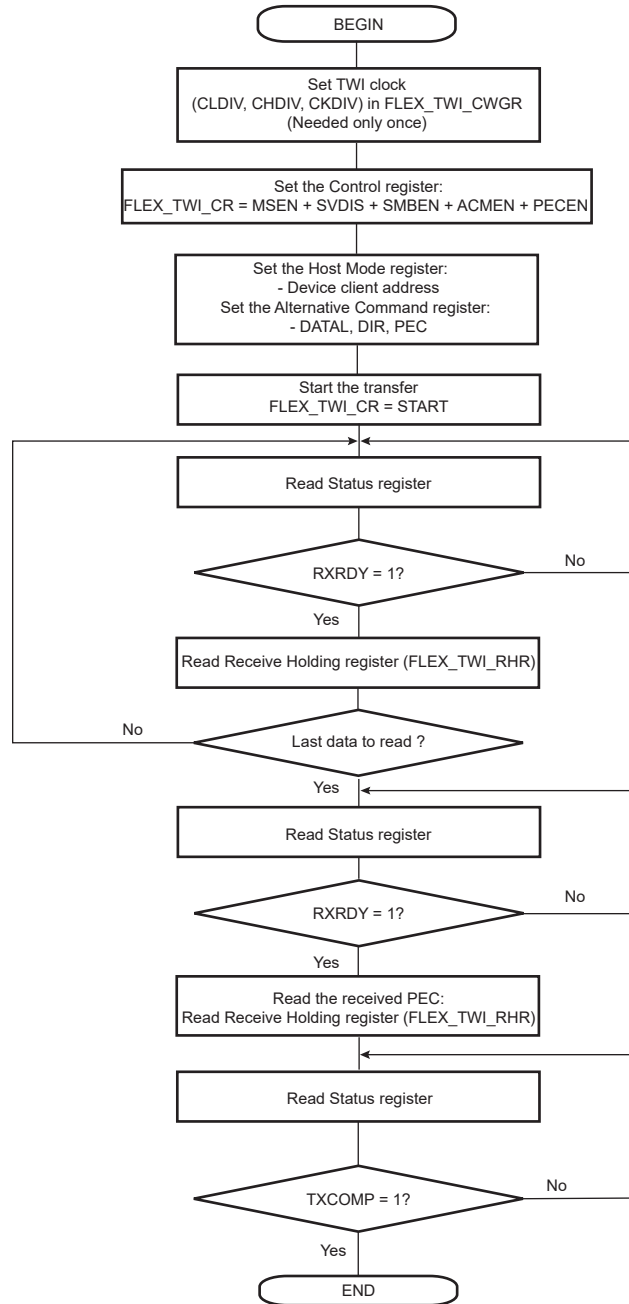 BEGIN
Set TWI clock
(CLDIV, CHDIV, CKDIV) in FLEX_TWI_CWGR
(Needed only once)
Set the Control register:
FLEX_TWI_CR = MSEN + SVDIS + SMBEN + ACMEN + PECEN
Set the Host Mode register:
- Device client address
Set the Alternative Command register:
- DATAL, DIR, PEC
Start the transfer
FLEX_TWI_CR = START
Read Status register
RXRDY = 1?
No
Yes
Read Receive Holding register (FLEX_TWI_RHR)
No
Last data to read ?
Yes
Read Status register
RXRDY = 1?
No
Yes
Read the received PEC:
Read Receive Holding register (FLEX_TWI_RHR)
Read Status register
TXCOMP = 1?
No
Yes
END